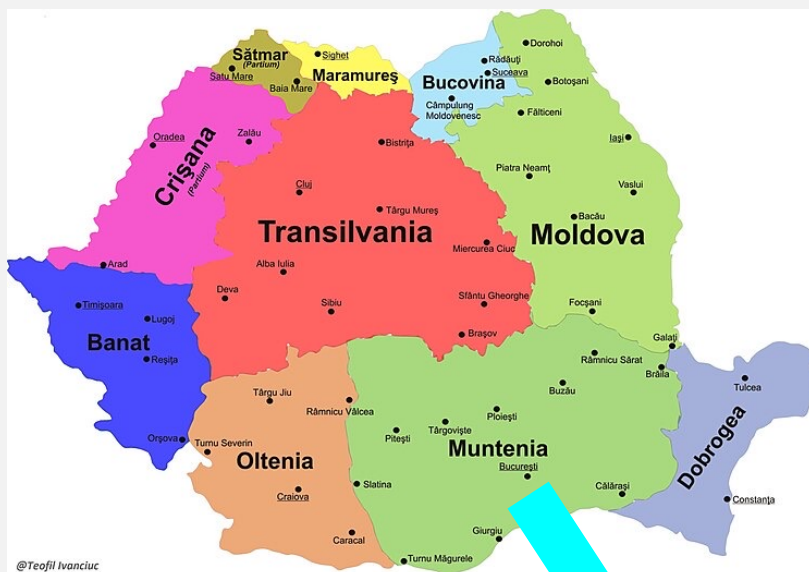 Dorohoi
Sătmar
(Partium)
Sighet
Rădăuți
Satu Mare
Maramureș
Suceava
Botoșani
Baia Mare
Bucovina
Câmpulung
Moldovenesc
Fălticeni
Oradea
Zalău
Bistrița
Iași
Crișana
(Partium)
Cluj
Piatra Neamț
Vaslui
Târgu Mureș
Bacău
Transilvania
Moldova
Miercurea Ciuc
Arad
Alba Iulia
Deva
Sfântu Gheorghe
Timișoara
Sibiu
Focșani
Lugoj
Brașov
Banat
Galați
Reșița
Râmnicu Sărat
Brăila
Buzău
Tulcea
Târgu Jiu
Râmnicu Vâlcea
Ploiești
Târgoviște
Pitești
Orșova
Turnu Severin
Muntenia
Dobrogea
Oltenia
București
Slatina
Călărași
Craiova
Constanța
Caracal
Giurgiu
Turnu Măgurele
@Teofil Ivanciuc